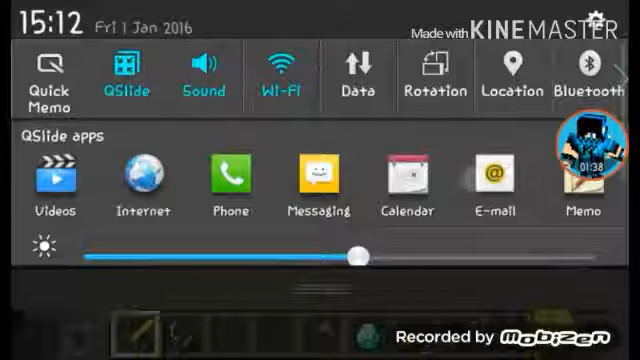 15:12 Fri 1 Jan 2016
Made with KINEMASTER
Quick Memo
QSlide
Sound
Wi-Fi
Data
Rotation
Location
Bluetooth
QSlide apps
01:38
Videos
Internet
Phone
Messaging
Calendar
E-mail
Memo
Recorded by Mobizen